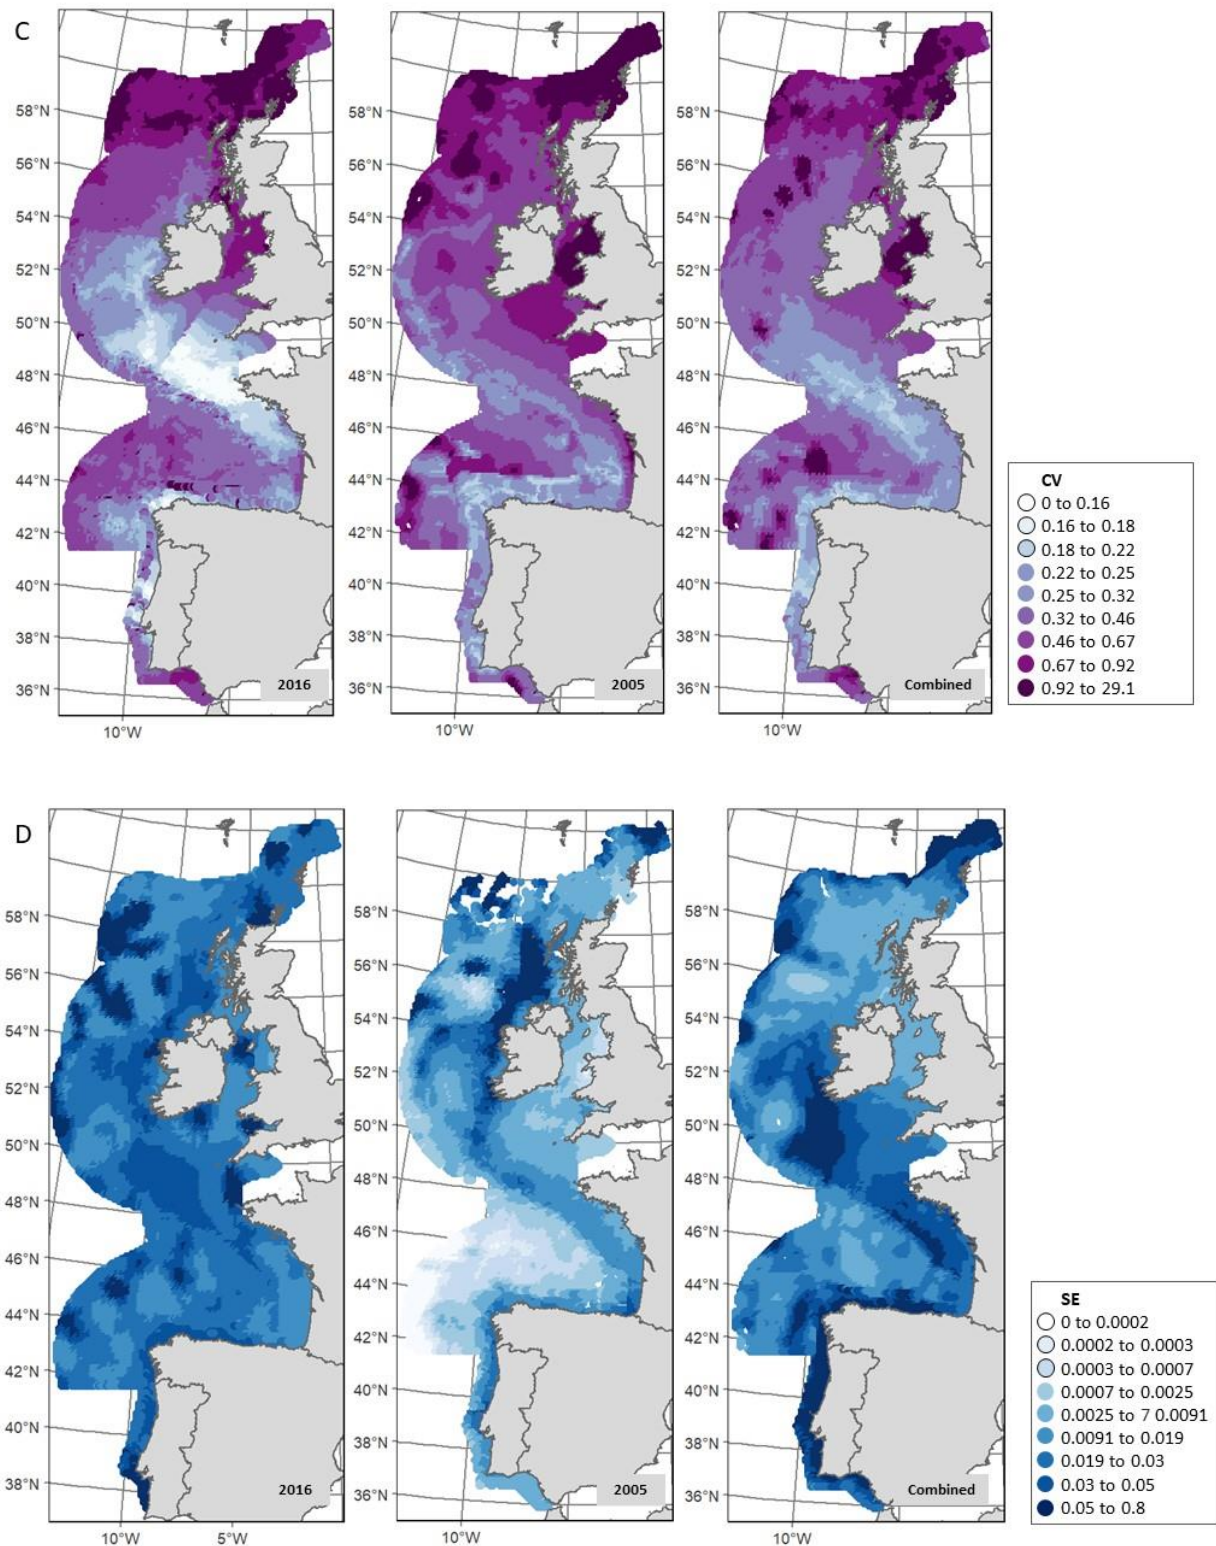 C
58°N
56°N
54°N
52°N
50°N
48°N
46°N
44°N
42°N
40°N
38°N
36°N
10°W
2016
58°N
56°N
54°N
52°N
50°N
48°N
46°N
44°N
42°N
40°N
38°N
36°N
10°W
2005
58°N
56°N
54°N
52°N
50°N
48°N
46°N
44°N
42°N
40°N
38°N
36°N
10°W
Combined
CV
0 to 0.16
0.16 to 0.18
0.18 to 0.22
0.22 to 0.25
0.25 to 0.32
0.32 to 0.46
0.46 to 0.67
0.67 to 0.92
0.92 to 29.1
D
58°N
56°N
54°N
52°N
50°N
48°N
46°N
44°N
42°N
40°N
38°N
10°W
5°W
2016
58°N
56°N
54°N
52°N
50°N
48°N
46°N
44°N
42°N
40°N
38°N
36°N
10°W
2005
58°N
56°N
54°N
52°N
50°N
48°N
46°N
44°N
42°N
40°N
38°N
36°N
10°W
Combined
SE
0 to 0.0002
0.0002 to 0.0003
0.0003 to 0.0007
0.0007 to 0.0025
0.0025 to 7 0.0091
0.0091 to 0.019
0.019 to 0.03
0.03 to 0.05
0.05 to 0.8